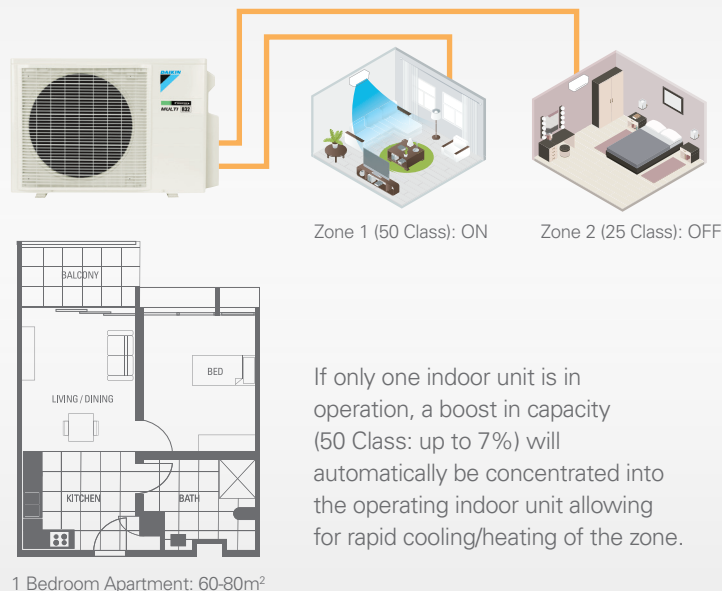 DAIKIN
MULTI R32
Zone 1 (50 Class): ON
Zone 2 (25 Class): OFF
BALCONY
BED
LIVING / DINING
KITCHEN
BATH
If only one indoor unit is in
operation, a boost in capacity
(50 Class: up to 7%) will
automatically be concentrated into
the operating indoor unit allowing
for rapid cooling/heating of the zone.
1 Bedroom Apartment: 60-80m²